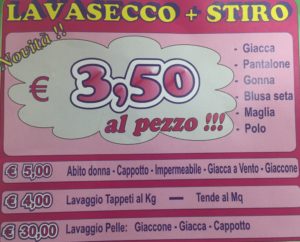 LAVASECCO + STIRO
Novità !!
€ 3,50
al pezzo !!!
- Giacca
- Pantalone
- Gonna
- Blusa seta
- Maglia
- Polo
€ 5,00 Abito donna - Cappotto - Impermeabile - Giacca a Vento - Giaccone
€ 4,00 Lavaggio Tappeti al Kg — Tende al Mq
€ 30,00 Lavaggio Pelle: Giaccone - Giacca - Cappotto